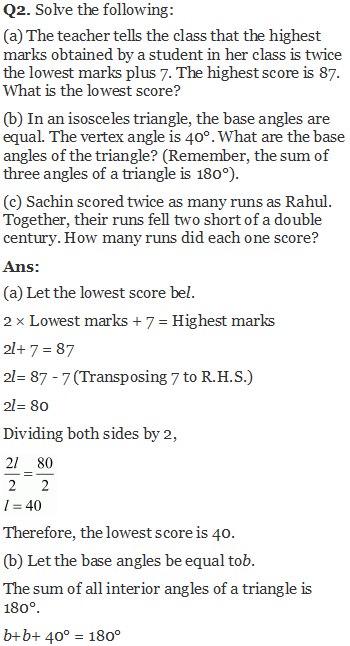 Q2. Solve the following:
(a) The teacher tells the class that the highest
marks obtained by a student in her class is twice
the lowest marks plus 7. The highest score is 87.
What is the lowest score?
(b) In an isosceles triangle, the base angles are
equal. The vertex angle is 40°. What are the base
angles of the triangle? (Remember, the sum of
three angles of a triangle is 180°).
(c) Sachin scored twice as many runs as Rahul.
Together, their runs fell two short of a double
century. How many runs did each one score?
Ans:
(a) Let the lowest score bel.
2 × Lowest marks + 7 = Highest marks
2l+ 7 = 87
2l= 87 - 7 (Transposing 7 to R.H.S.)
2l= 80
Dividing both sides by 2,
2l/2 = 80/2
l = 40
Therefore, the lowest score is 40.
(b) Let the base angles be equal tob.
The sum of all interior angles of a triangle is
180°.
b+b+ 40° = 180°